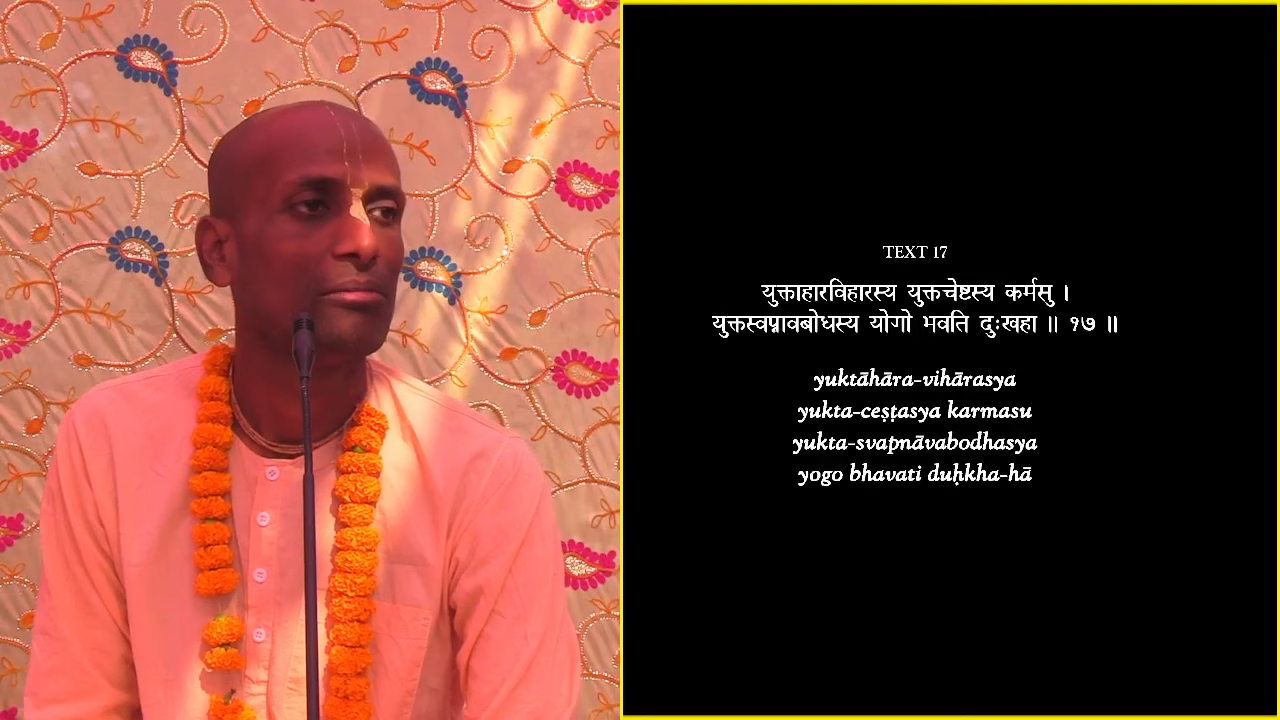 TEXT 17
युक्ताहारविहारस्य युक्तचेष्टस्य कर्मसु ।
युक्तस्वप्नावबोधस्य योगो भवति दुःखहा ॥ १७ ॥
yuktāhāra-vihārasya
yukta-ceṣṭasya karmasu
yukta-svapnāvabodhasya
yogo bhavati duḥkha-hā